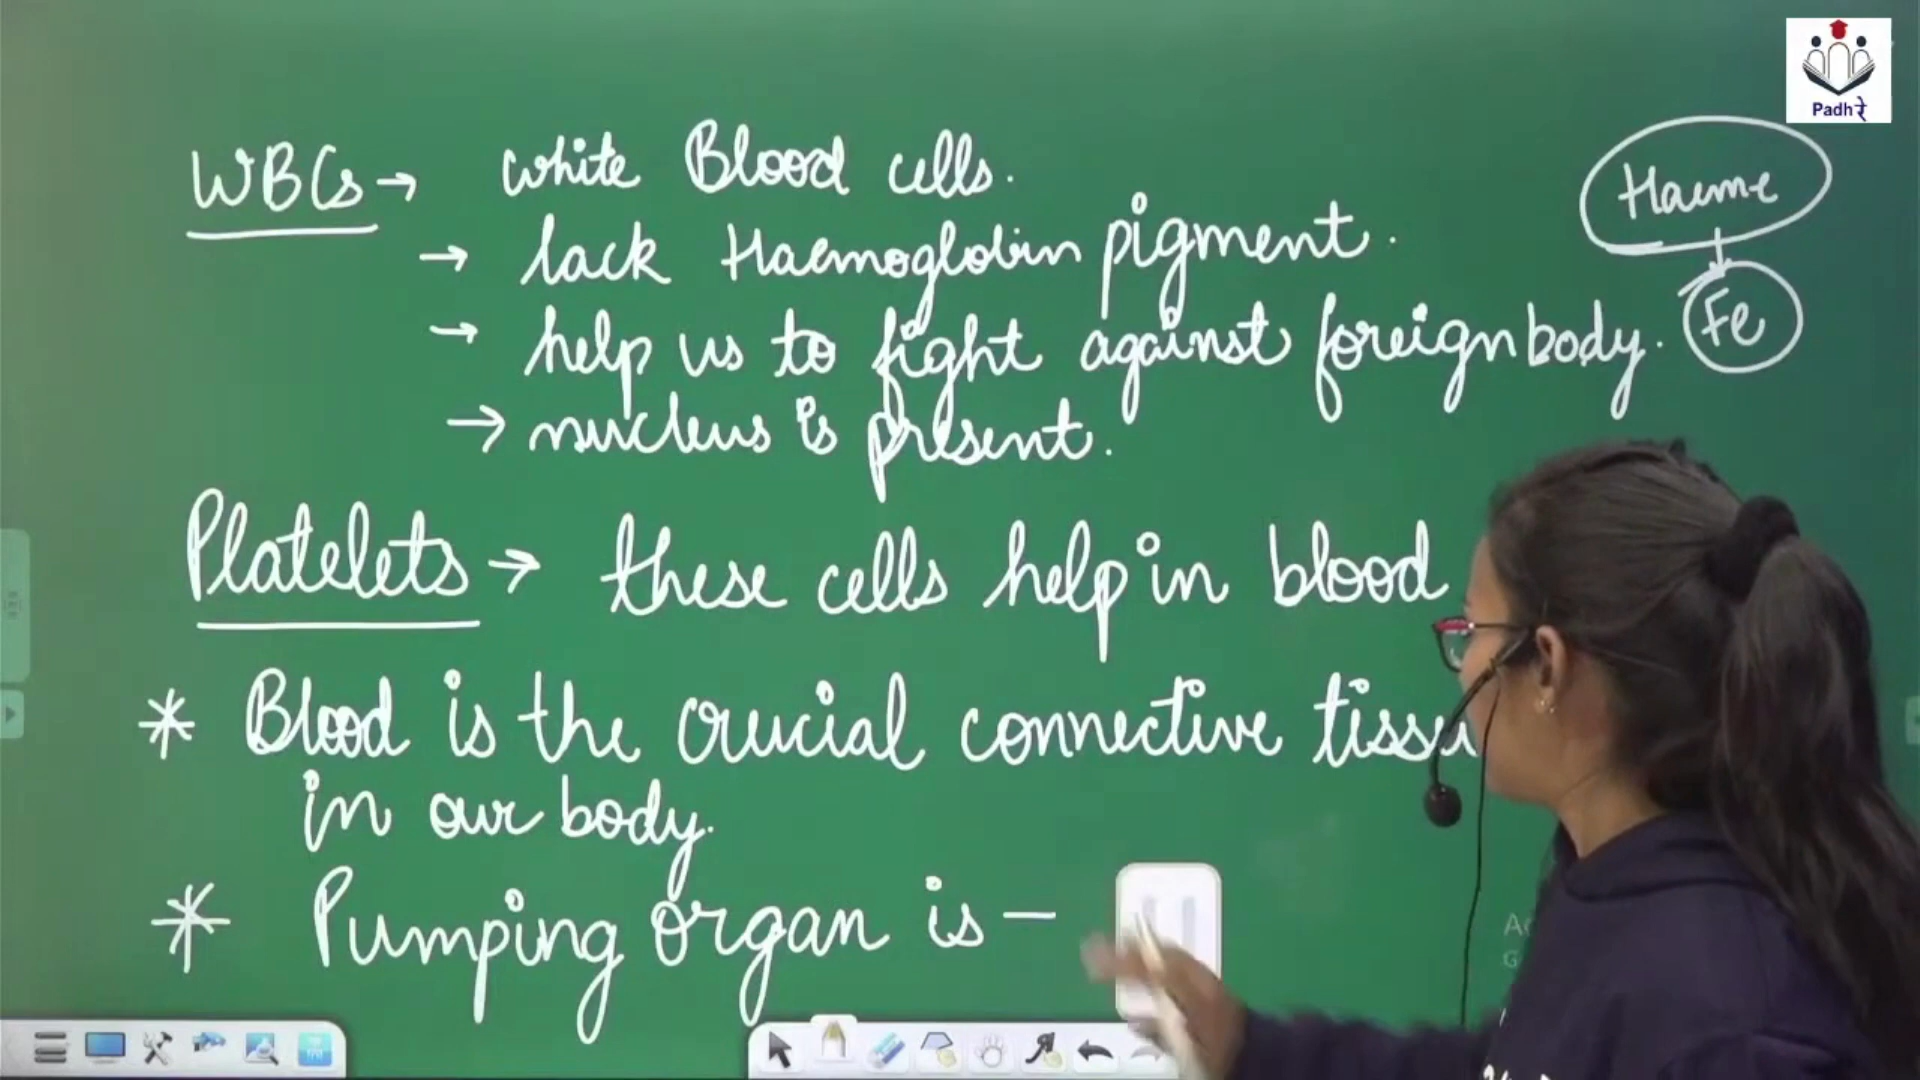 Padhरे
WBCs → White Blood cells.
→ lack Haemoglobin pigment.
→ help us to fight against foreign body.
→ nucleus is present.
Haeme
↓
Fe
Platelets → these cells help in blood
* Blood is the crucial connective
in our body.
* Pumping organ is –